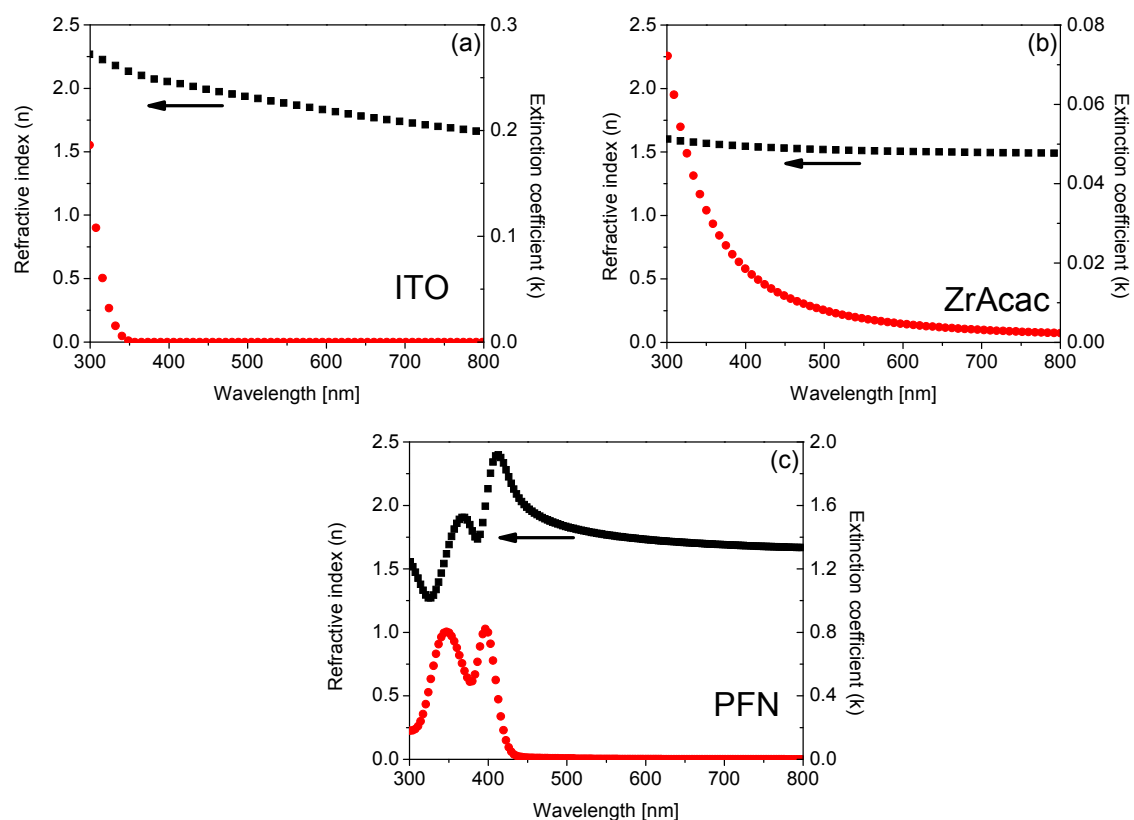 (a)
Refractive index (n)
2.5
2.0
1.5
1.0
0.5
0.0
0.3
0.2
0.1
0.0
Extinction coefficient (k)
ITO
300 400 500 600 700 800
Wavelength [nm]
(b)
Refractive index (n)
2.5
2.0
1.5
1.0
0.5
0.0
0.08
0.06
0.04
0.02
0.00
Extinction coefficient (k)
ZrAcac
300 400 500 600 700 800
Wavelength [nm]
(c)
Refractive index (n)
2.5
2.0
1.5
1.0
0.5
0.0
2.0
1.6
1.2
0.8
0.4
0.0
Extinction coefficient (k)
PFN
300 400 500 600 700 800
Wavelength [nm]